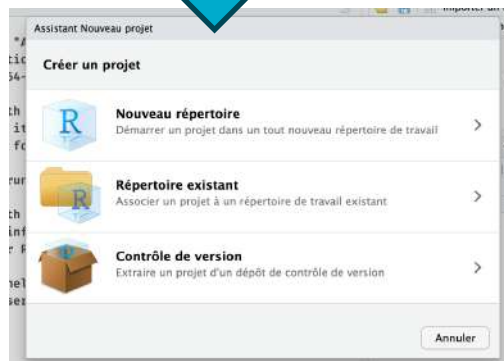 importer un
Assistant Nouveau projet
Créer un projet
R
Nouveau répertoire
Démarrer un projet dans un tout nouveau répertoire de travail
R
Répertoire existant
Associer un projet à un répertoire de travail existant
Contrôle de version
Extraire un projet d'un dépôt de contrôle de version
Annuler